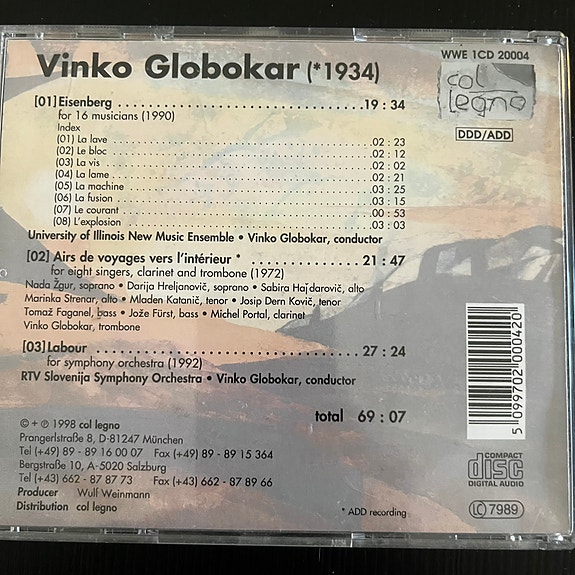 WWE 1CD 20004
Vinko Globokar (*1934)
col legno
DDD/ADD
[01] Eisenberg ........ 19 : 34
for 16 musicians (1990)
Index
(01) La lave ........ 02 : 23
(02) Le bloc ........ 02 : 12
(03) La vis ........ 02 : 02
(04) La lame ........ 02 : 21
(05) La machine ........ 03 : 25
(06) La fusion ........ 03 : 15
(07) Le courant ........ 00 : 53
(08) L'explosion ........ 03 : 03
University of Illinois New Music Ensemble • Vinko Globokar, conductor
[02] Airs de voyages vers l'intérieur * ........ 21 : 47
for eight singers, clarinet and trombone (1972)
Nada Žgur, soprano • Darija Hreljanovič, soprano • Sabira Hajdarovič, alto
Marinka Strenar, alto • Mladen Katanič, tenor • Josip Dern Kovič, tenor
Tomaž Faganel, bass • Jože Fürst, bass • Michel Portal, clarinet
Vinko Globokar, trombone
[03] Labour ........ 27 : 24
for symphony orchestra (1992)
RTV Slovenija Symphony Orchestra • Vinko Globokar, conductor
total 69 : 07
© + ℗ 1998 col legno
Prangerlstraße 8, D-81247 München
Tel (+49) 89 - 89 16 00 07 Fax (+49) 89 - 89 15 364
Bergstraße 10, A-5020 Salzburg
Tel (+43) 662 - 87 87 73 Fax (+43) 662 - 87 89 66
Producer Wulf Weinmann
Distribution col legno
* ADD recording
5 099702 000420
COMPACT
disc
DIGITAL AUDIO
LC 7989